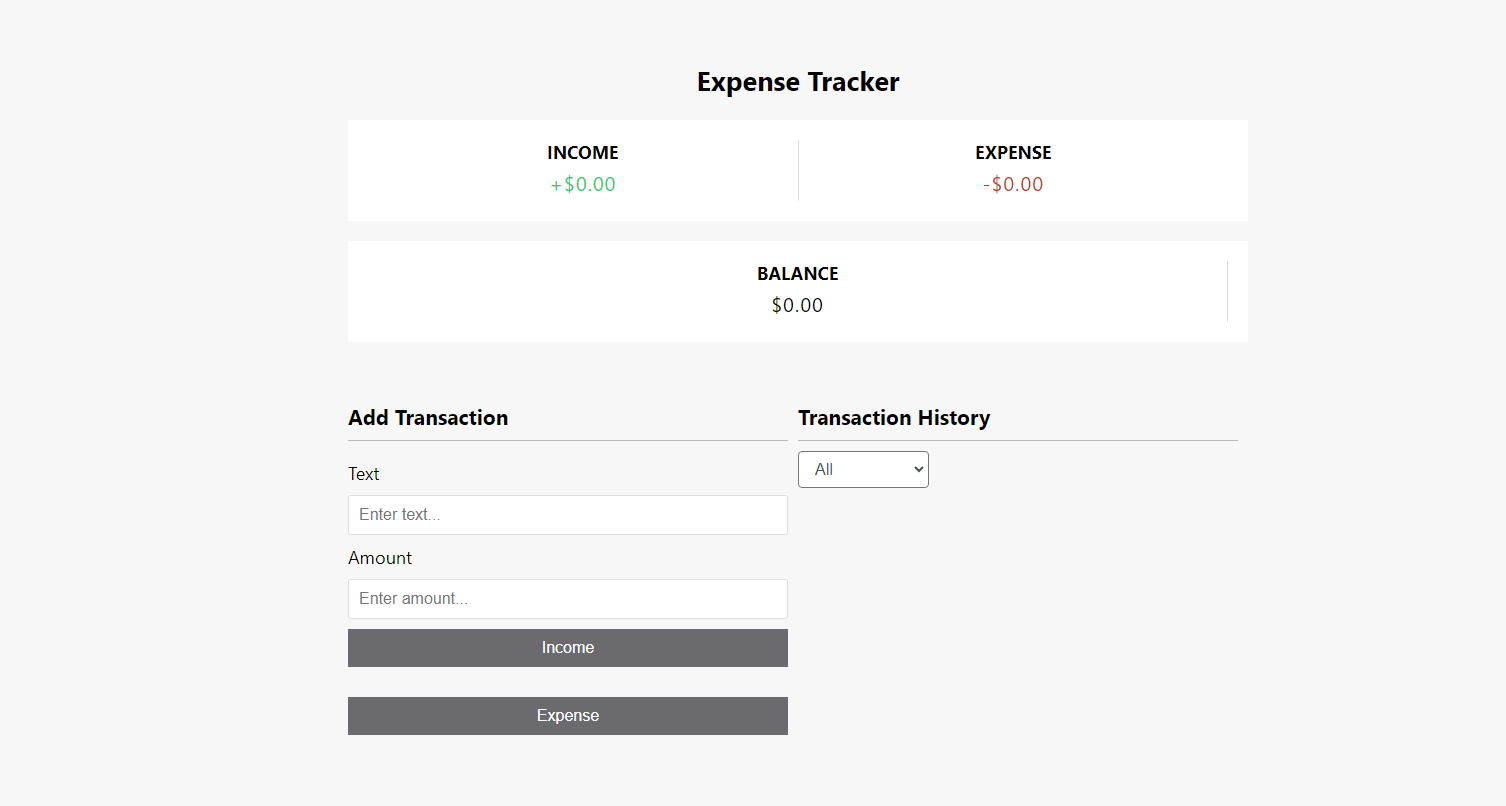 Expense Tracker
INCOME
+$0.00
EXPENSE
-$0.00
BALANCE
$0.00
Add Transaction
Text
Enter text...
Amount
Enter amount...
Income
Expense
Transaction History
All